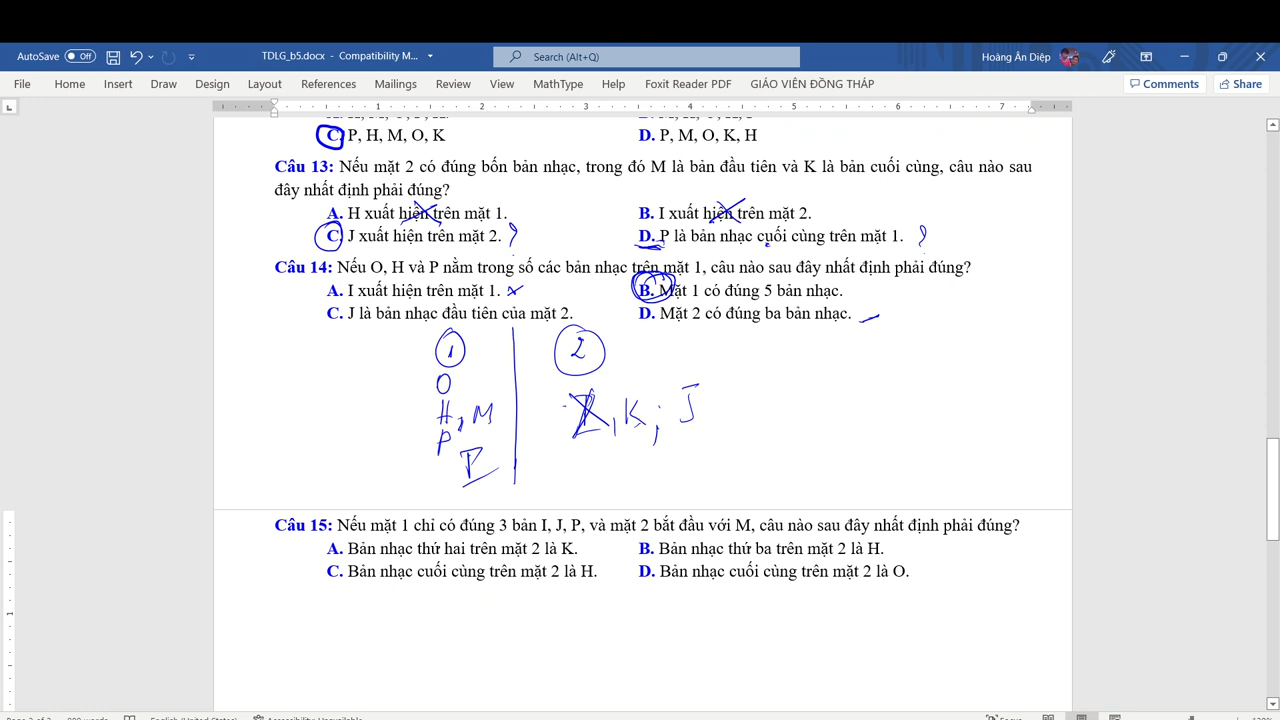 AutoSave Off TDLG_b5.docx - Compatibility M... Search (Alt+Q) Hoàng Ân Diệp
File Home Insert Draw Design Layout References Mailings Review View MathType Help Foxit Reader PDF GIÁO VIÊN ĐỒNG THÁP Comments Share
1 2 3 4 5 6 7
C. P, H, M, O, K D. P, M, O, K, H
Câu 13: Nếu mặt 2 có đúng bốn bản nhạc, trong đó M là bản đầu tiên và K là bản cuối cùng, câu nào sau
đây nhất định phải đúng?
A. H xuất hiện trên mặt 1. B. I xuất hiện trên mặt 2.
C. J xuất hiện trên mặt 2. ? D. P là bản nhạc cuối cùng trên mặt 1. ?
Câu 14: Nếu O, H và P nằm trong số các bản nhạc trên mặt 1, câu nào sau đây nhất định phải đúng?
A. I xuất hiện trên mặt 1. B. Mặt 1 có đúng 5 bản nhạc.
C. J là bản nhạc đầu tiên của mặt 2. D. Mặt 2 có đúng ba bản nhạc.
1 2
O
H, M K; J
P
Câu 15: Nếu mặt 1 chỉ có đúng 3 bản I, J, P, và mặt 2 bắt đầu với M, câu nào sau đây nhất định phải đúng?
A. Bản nhạc thứ hai trên mặt 2 là K. B. Bản nhạc thứ ba trên mặt 2 là H.
C. Bản nhạc cuối cùng trên mặt 2 là H. D. Bản nhạc cuối cùng trên mặt 2 là O.
1